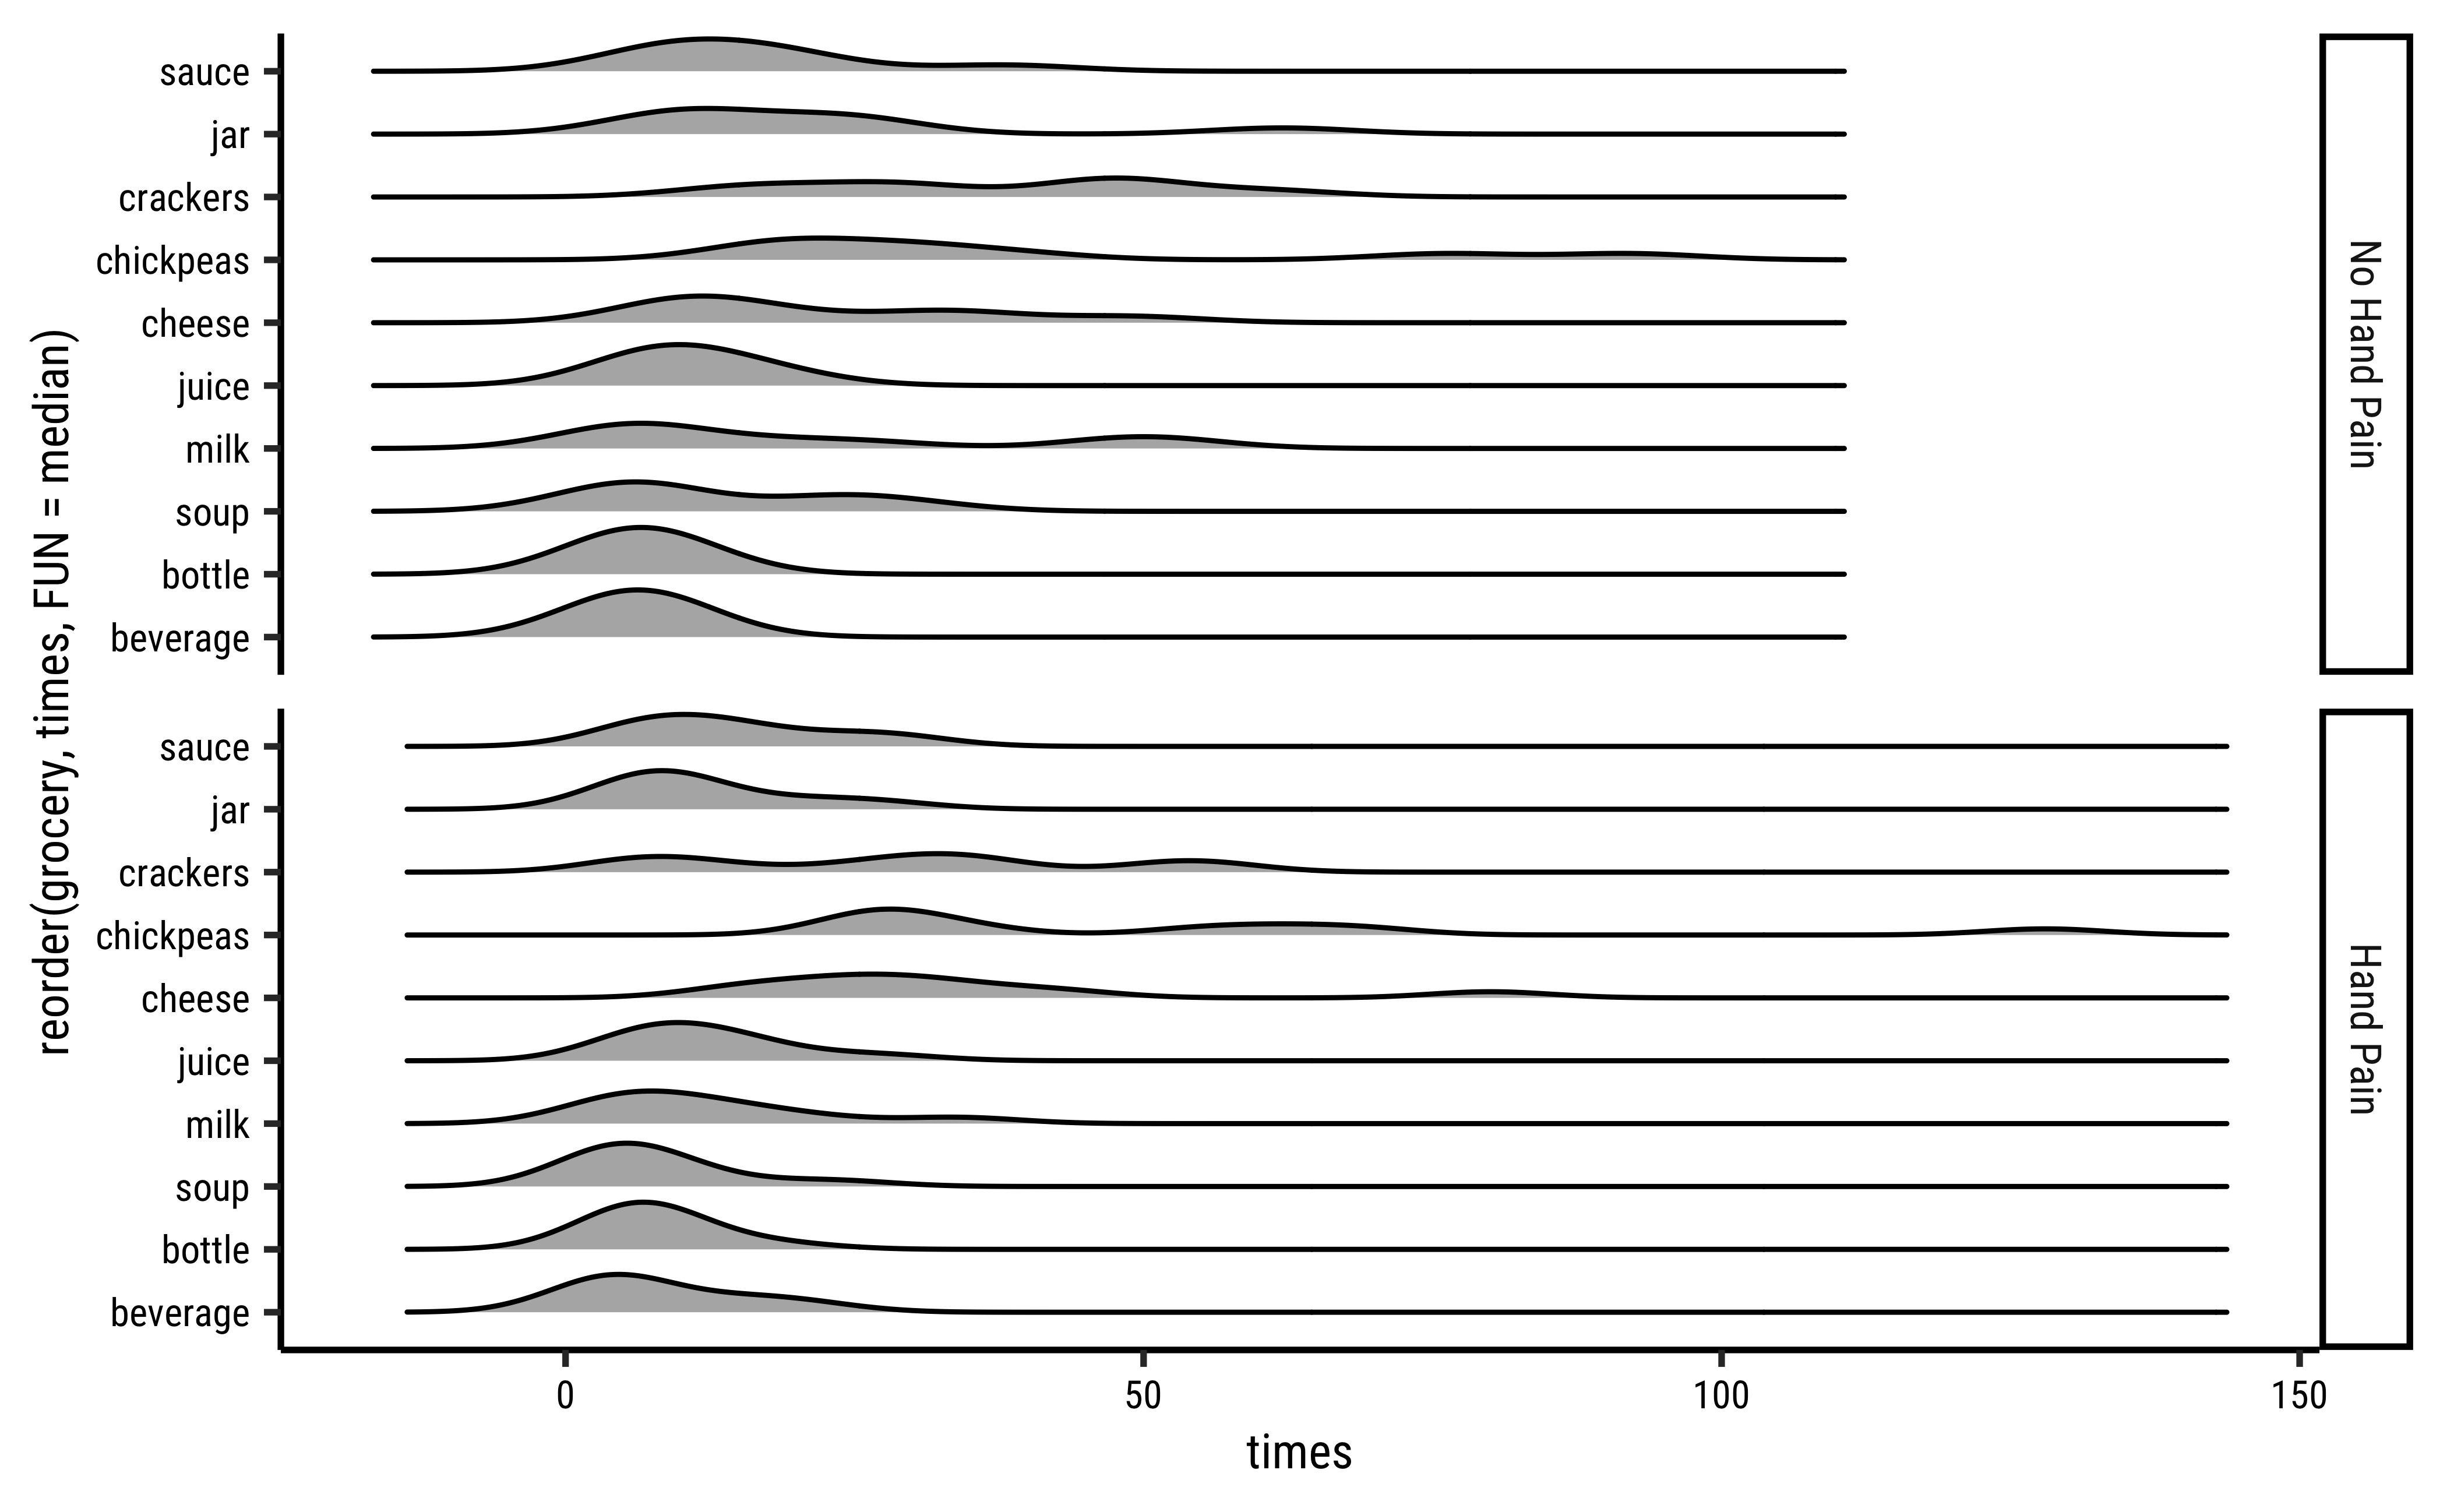 reorder(grocery, times, FUN = median)
sauce
jar
crackers
chickpeas
cheese
juice
milk
soup
bottle
beverage
No Hand Pain
sauce
jar
crackers
chickpeas
cheese
juice
milk
soup
bottle
beverage
Hand Pain
0 50 100 150
times